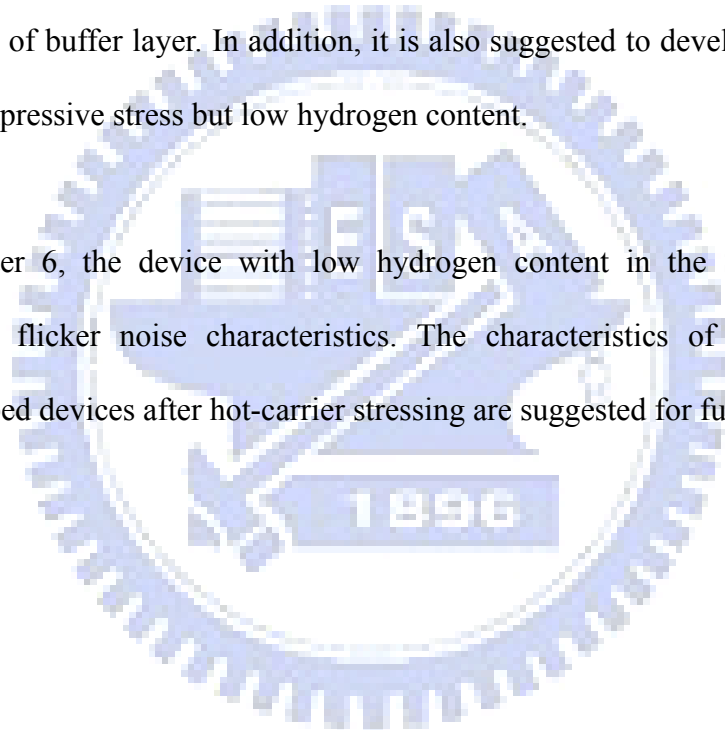 of buffer layer. In addition, it is also suggested to devel
pressive stress but low hydrogen content.
er 6, the device with low hydrogen content in the
flicker noise characteristics. The characteristics of
ed devices after hot-carrier stressing are suggested for fu
E S A
1896